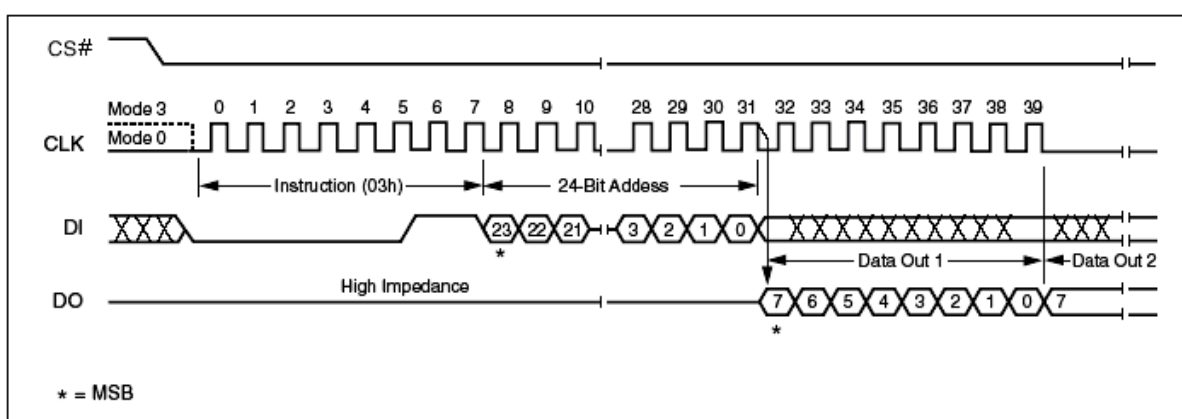 CS#
Mode 3 0 1 2 3 4 5 6 7 8 9 10 28 29 30 31 32 33 34 35 36 37 38 39
CLK Mode 0
Instruction (03h) 24-Bit Addess
DI 23 22 21 3 2 1 0
* Data Out 1 Data Out 2
High Impedance
DO 7 6 5 4 3 2 1 0 7
*
* = MSB